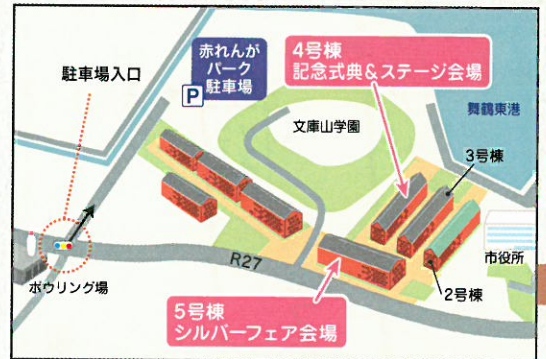 駐車場入口
赤れんが
パーク
駐車場
P
4号棟
記念式典&ステージ会場
文庫山学園
舞鶴東港
3号棟
R27
ボウリング場
5号棟
シルバーフェア会場
2号棟
市役所